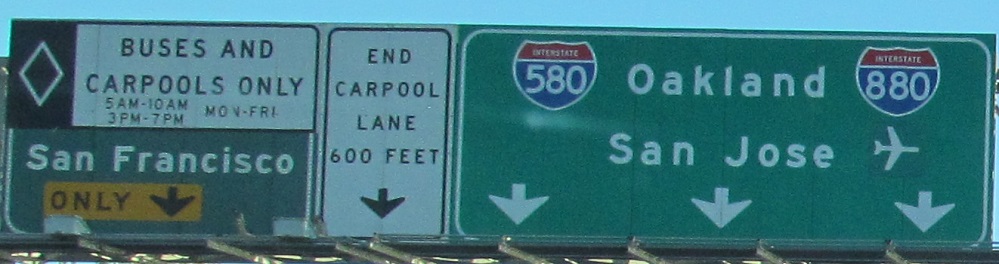 BUSES AND
CARPOOLS ONLY
5AM-10AM MON-FRI
3PM-7PM
San Francisco
ONLY
END
CARPOOL
LANE
600 FEET
INTERSTATE
580
Oakland
INTERSTATE
880
San Jose